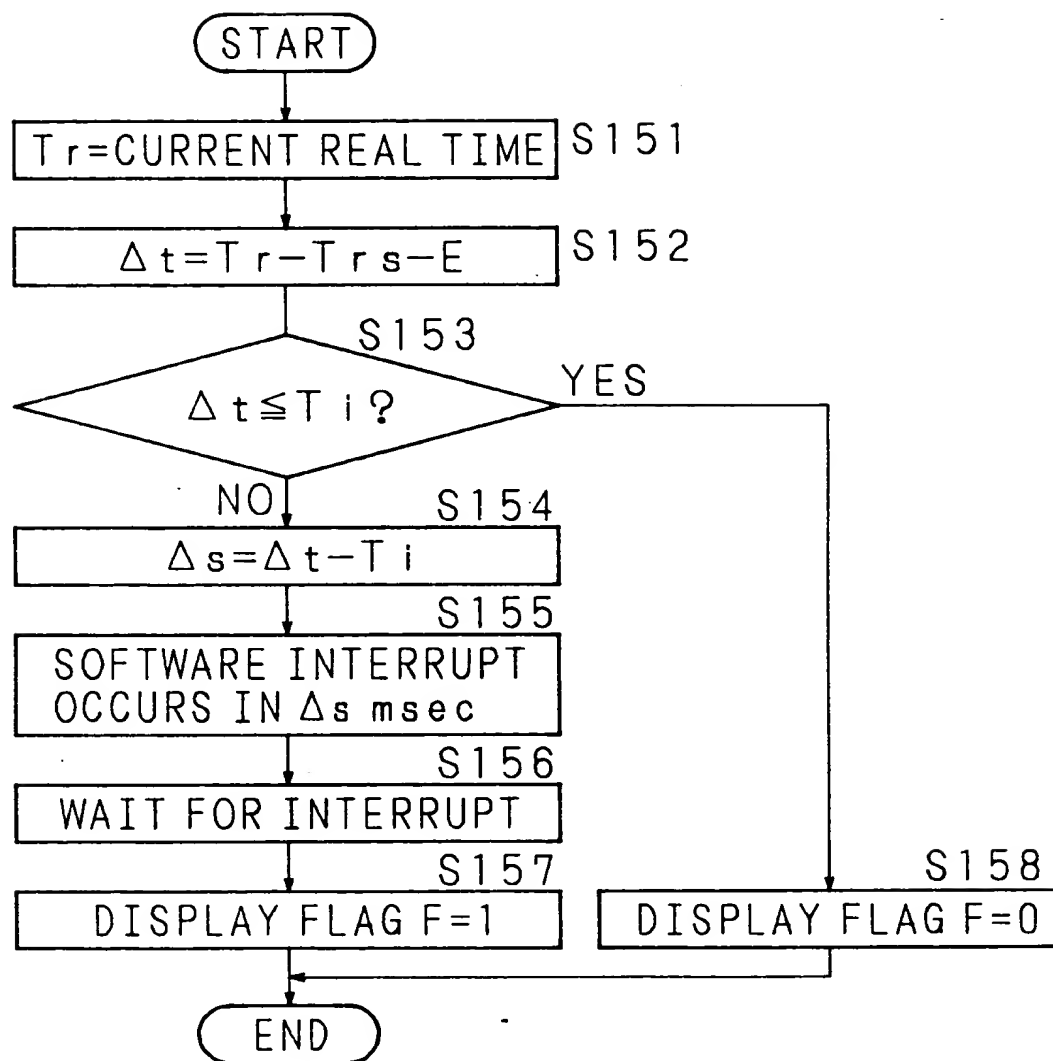 START
Tr=CURRENT REAL TIME
S151
Δt=Tr−Trs−E
S152
S153
Δt≦Ti?
YES
NO
S154
Δs=Δt−Ti
S155
SOFTWARE INTERRUPT
OCCURS IN Δs msec
S156
WAIT FOR INTERRUPT
S157
DISPLAY FLAG F=1
S158
DISPLAY FLAG F=0
END